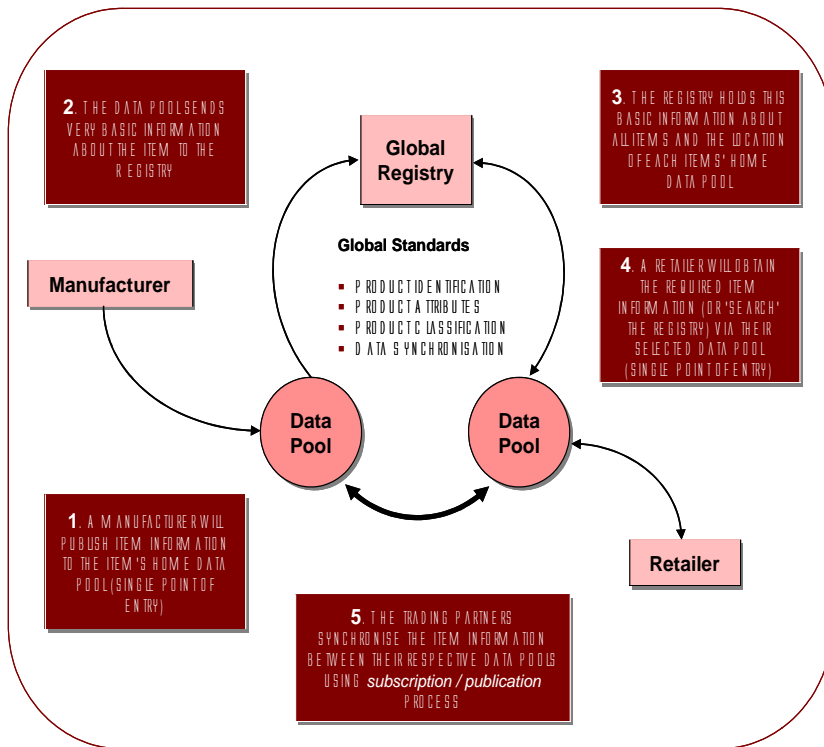 2. THE DATA POOL SENDS
VERY BASIC INFORMATION
ABOUT THE ITEM TO THE
REGISTRY
3. THE REGISTRY HOLDS THIS
BASIC INFORMATION ABOUT
ALL ITEMS AND THE LOCATION
OF EACH ITEMS' HOME
DATA POOL
Global
Registry
Global Standards
▪ PRODUCT IDENTIFICATION
▪ PRODUCT ATTRIBUTES
▪ PRODUCT CLASSIFICATION
▪ DATA SYNCHRONISATION
Manufacturer
4. A RETAILER WILL OBTAIN
THE REQUIRED ITEM
INFORMATION (OR 'SEARCH'
THE REGISTRY) VIA THEIR
SELECTED DATA POOL
(SINGLE POINT OF ENTRY)
Data
Pool
Data
Pool
1. A MANUFACTURER WILL
PUBLISH ITEM INFORMATION
TO THE ITEM'S HOME DATA
POOL (SINGLE POINT OF
ENTRY)
Retailer
5. THE TRADING PARTNERS
SYNCHRONISE THE ITEM INFORMATION
BETWEEN THEIR RESPECTIVE DATA POOLS
USING subscription / publication
PROCESS